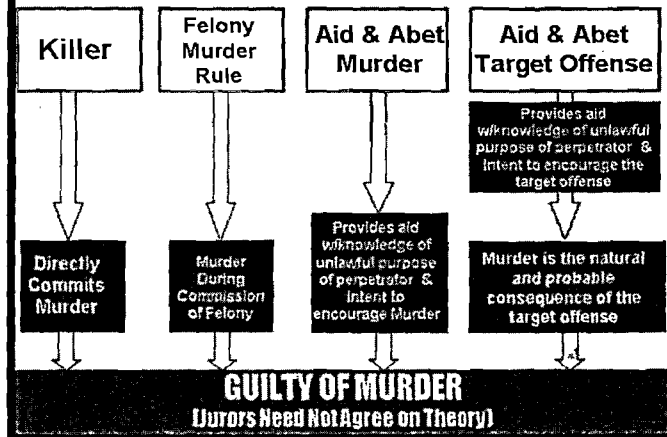 Killer
Felony
Murder
Rule
Aid & Abet
Murder
Aid & Abet
Target Offense
Provides aid
w/knowledge of unlawful
purpose of perpetrator &
Intent to encourage the
target offense
Directly
Commits
Murder
Murder
During
Commission
of Felony
Provides aid
w/knowledge of
unlawful purpose
of perpetrator &
Intent to
encourage Murder
Murder is the natural
and probable
consequence of the
target offense
GUILTY OF MURDER
(Jurors Need Not Agree on Theory)